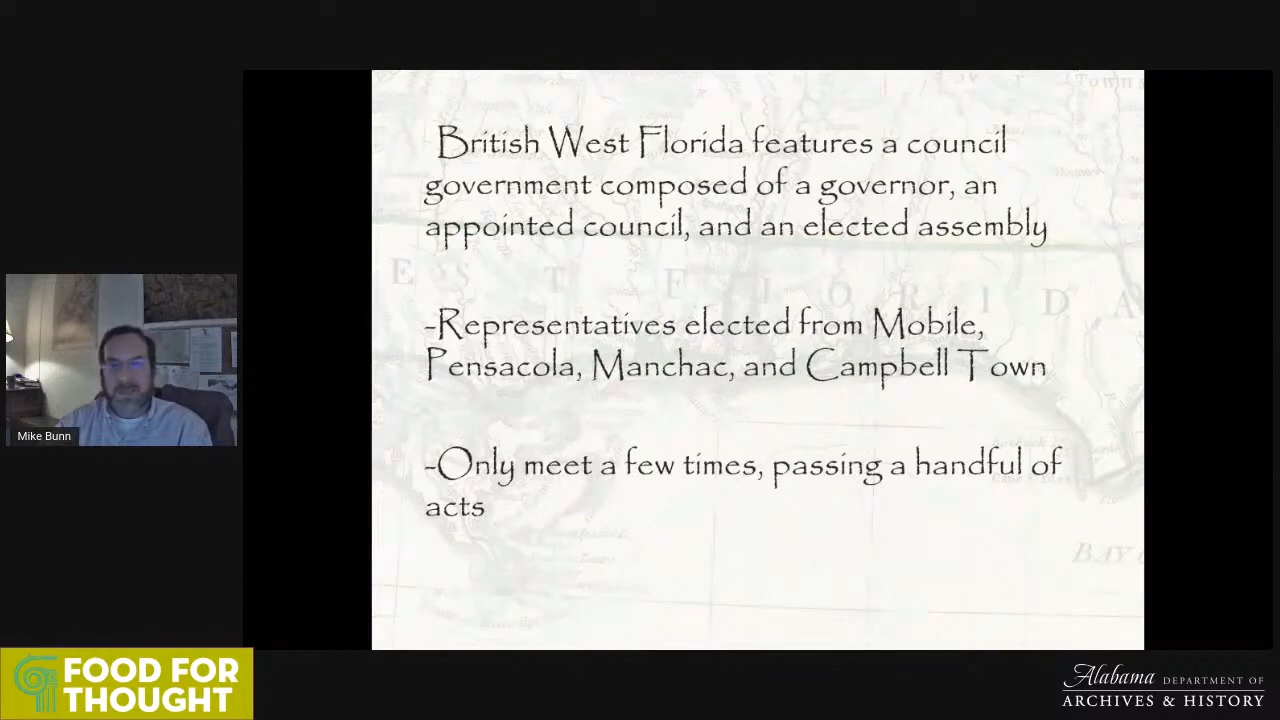 British West Florida features a council
government composed of a governor, an
appointed council, and an elected assembly
-Representatives elected from Mobile,
Pensacola, Manchac, and Campbell Town
-Only meet a few times, passing a handful of
acts
E S T F L O R I D A
BAY
Mike Bunn
FOOD FOR
THOUGHT
Alabama DEPARTMENT OF
ARCHIVES & HISTORY